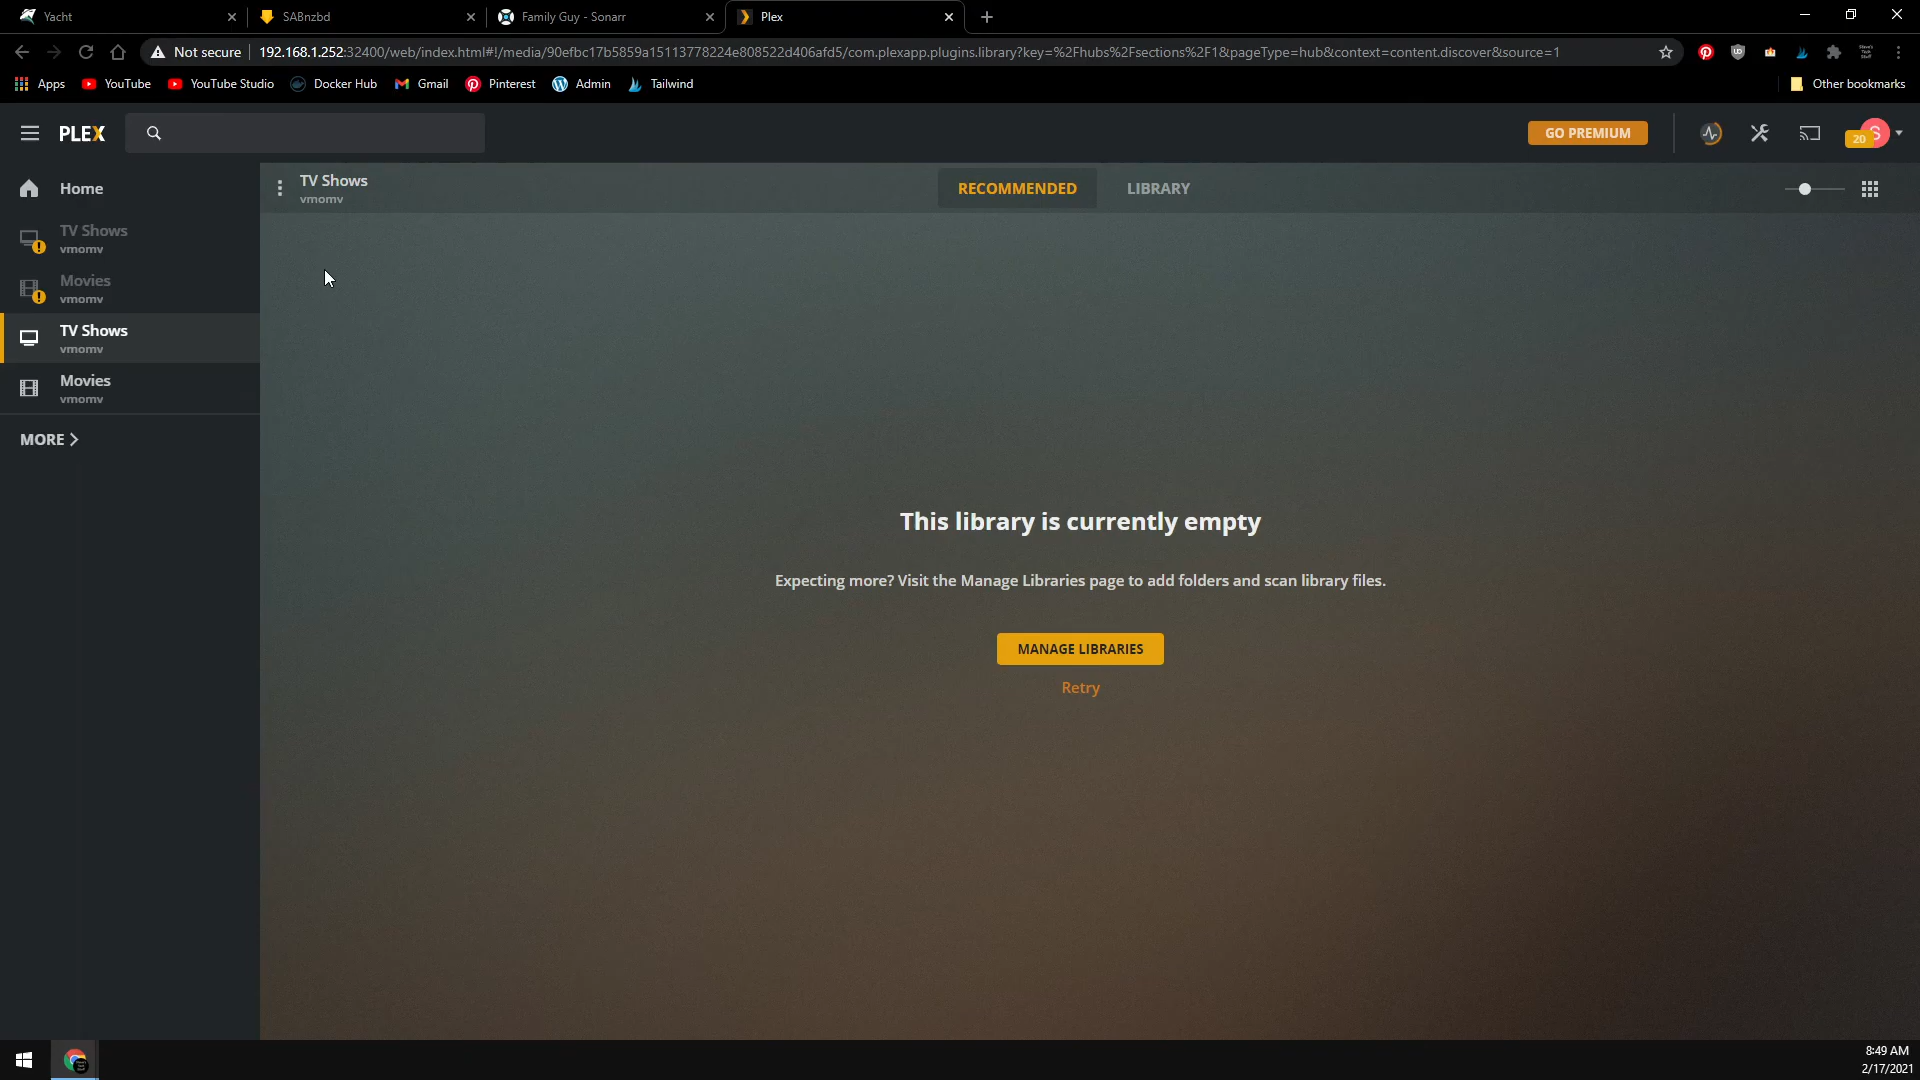 Yacht
SABnzbd
Family Guy - Sonarr
Plex
Not secure
192.168.1.252:32400/web/index.html#!/media/90efbc17b5859a15113778224e808522d406afd5/com.plexapp.plugins.library?key=%2Fhubs%2Fsections%2F1&pageType=hub&context=content.discover&source=1
Apps
YouTube
YouTube Studio
Docker Hub
Gmail
Pinterest
Admin
Tailwind
Other bookmarks
PLEX
GO PREMIUM
20
S
Home
TV Shows
vmomv
Movies
vmomv
TV Shows
vmomv
Movies
vmomv
MORE
TV Shows
vmomv
RECOMMENDED
LIBRARY
This library is currently empty
Expecting more? Visit the Manage Libraries page to add folders and scan library files.
MANAGE LIBRARIES
Retry
8:49 AM
2/17/2021